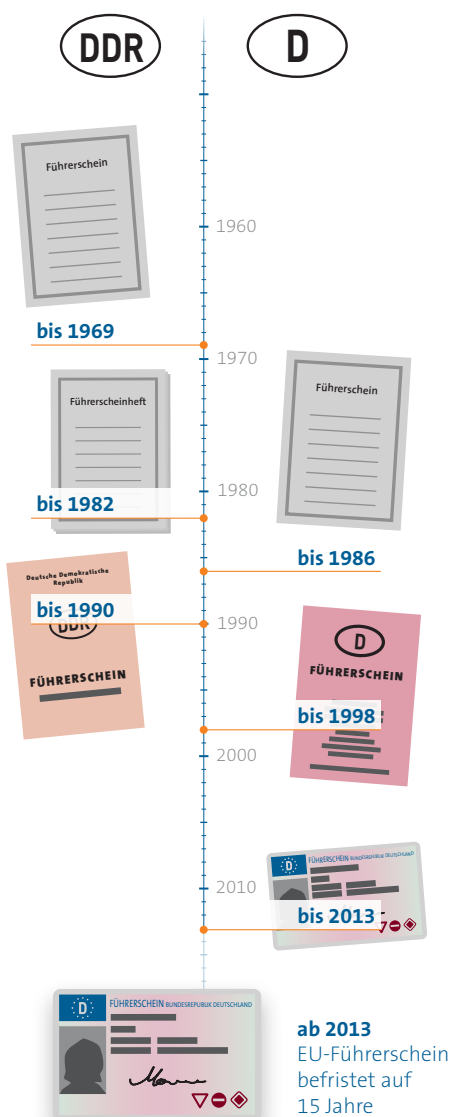 DDR
D
Führerschein
1960
bis 1969
1970
Führerscheinheft
Führerschein
1980
bis 1982
bis 1986
Deutsche Demokratische
Republik
bis 1990
DDR
1990
D
FÜHRERSCHEIN
FÜHRERSCHEIN
bis 1998
2000
D
FÜHRERSCHEIN BUNDESREPUBLIK DEUTSCHLAND
2010
bis 2013
D
FÜHRERSCHEIN BUNDESREPUBLIK DEUTSCHLAND
ab 2013
EU-Führerschein
befristet auf
15 Jahre